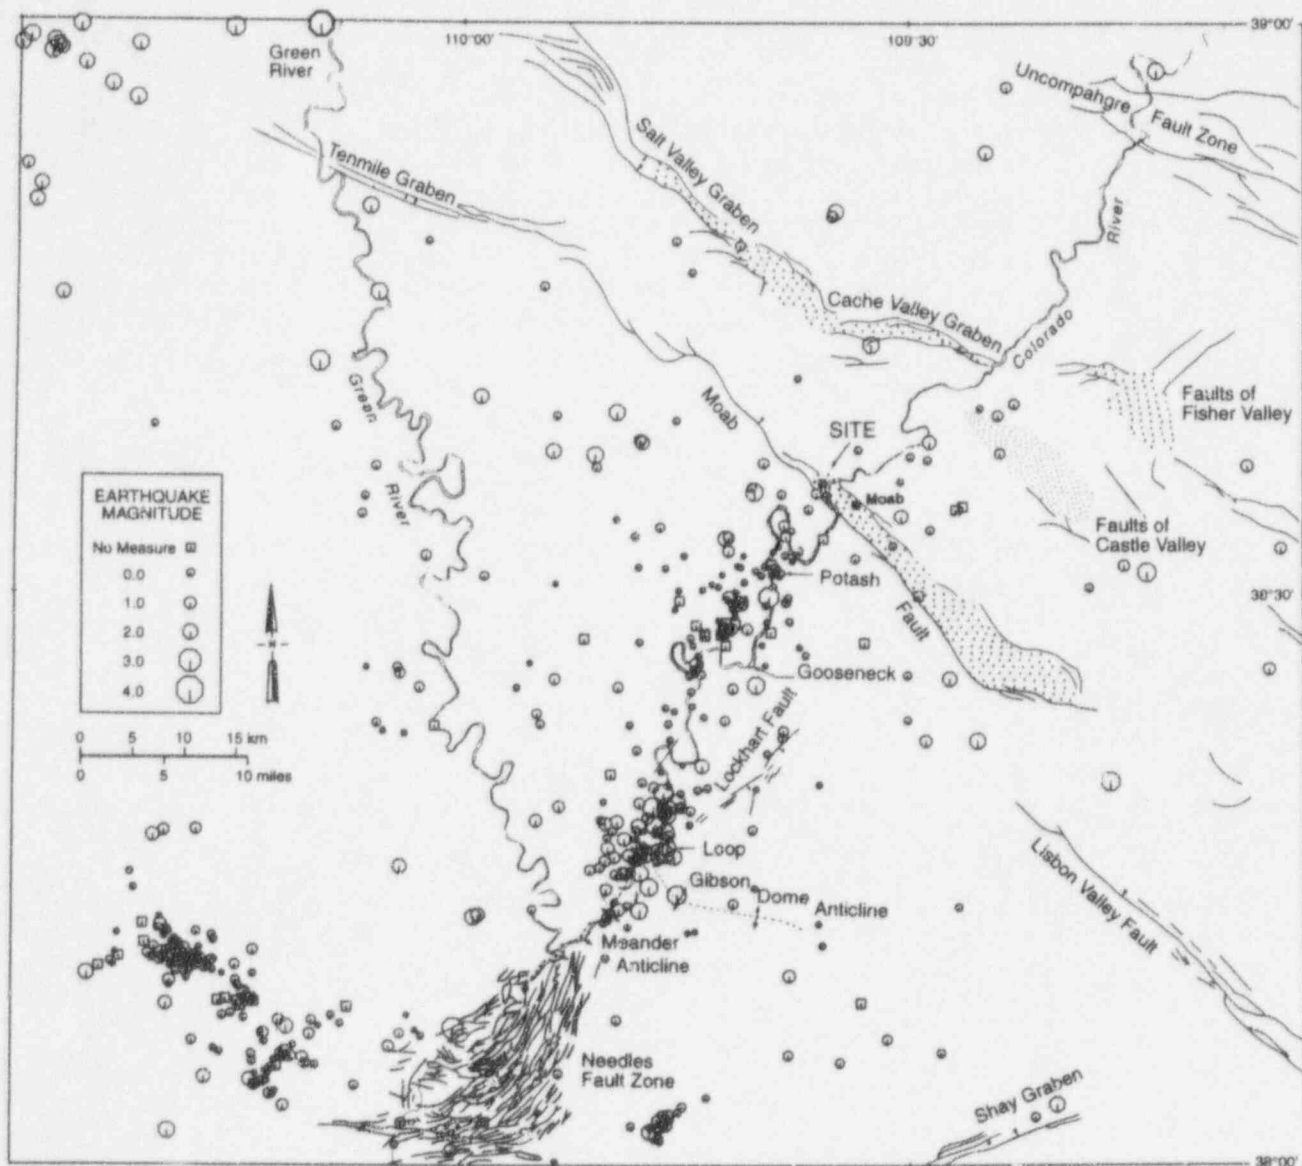 110°00'
109°30'
39°00'
Green
River
Uncompahgre
Fault Zone
Salt Valley Graben
Tenmile Graben
River
Cache Valley Graben
Colorado
Green
River
Moab
Fault
Faults of
Fisher Valley
SITE
Moab
Faults of
Castle Valley
EARTHQUAKE
MAGNITUDE
No Measure
0.0
1.0
2.0
3.0
4.0
N
0 5 10 15 km
0 5 10 miles
Potash
38°30'
Gooseneck
Lockhart Fault
Loop
Gibson Dome Anticline
Lisbon Valley Fault
Meander
Anticline
Needles
Fault Zone
Shay Graben
38°00'